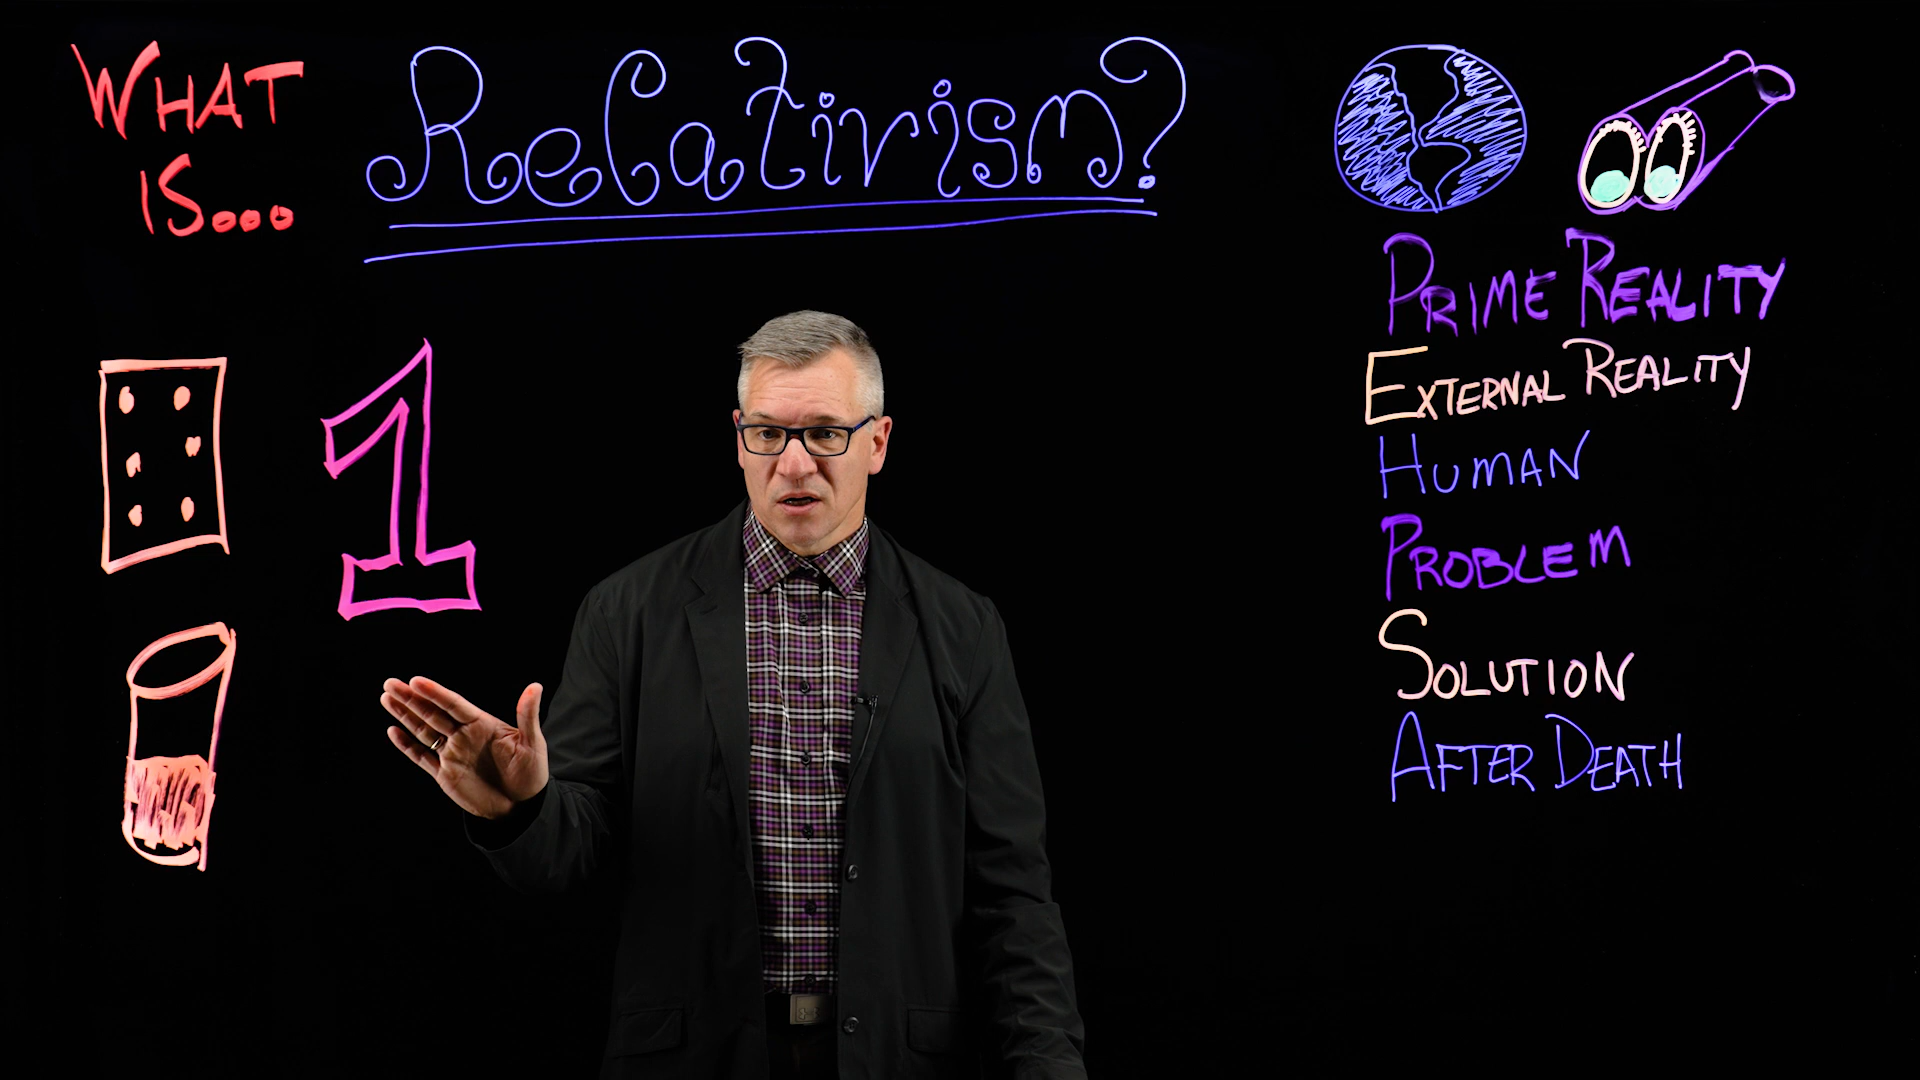 WHAT
IS...
Relativism?
1
PRIME REALITY
EXTERNAL REALITY
HUMAN
PROBLEM
SOLUTION
AFTER DEATH